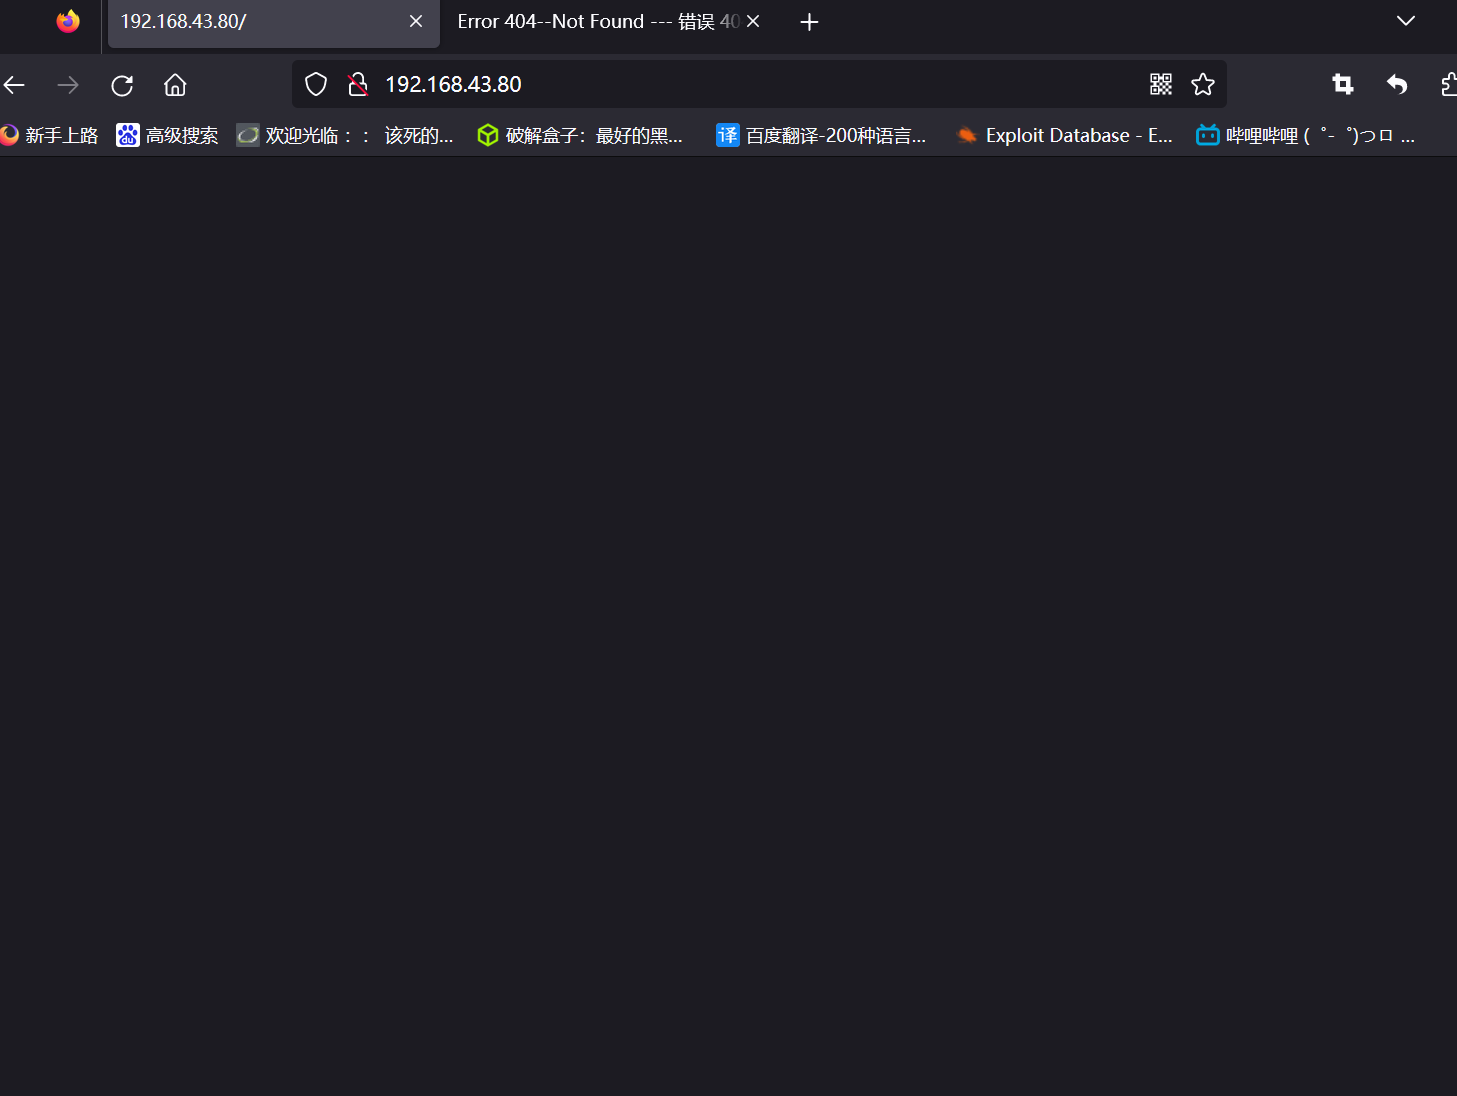 192.168.43.80/ Error 404--Not Found --- 错误 40
192.168.43.80
新手上路 du 高级搜索 欢迎光临：： 该死的... 破解盒子：最好的黑... 译 百度翻译-200种语言... Exploit Database - E... 哔哩哔哩 (゜-゜)つロ ...